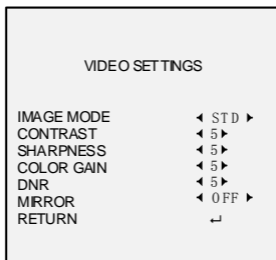 VIDEO SETTINGS
IMAGE MODE ◀ STD ▶
CONTRAST ◀ 5 ▶
SHARPNESS ◀ 5 ▶
COLOR GAIN ◀ 5 ▶
DNR ◀ 5 ▶
MIRROR ◀ OFF ▶
RETURN ↵